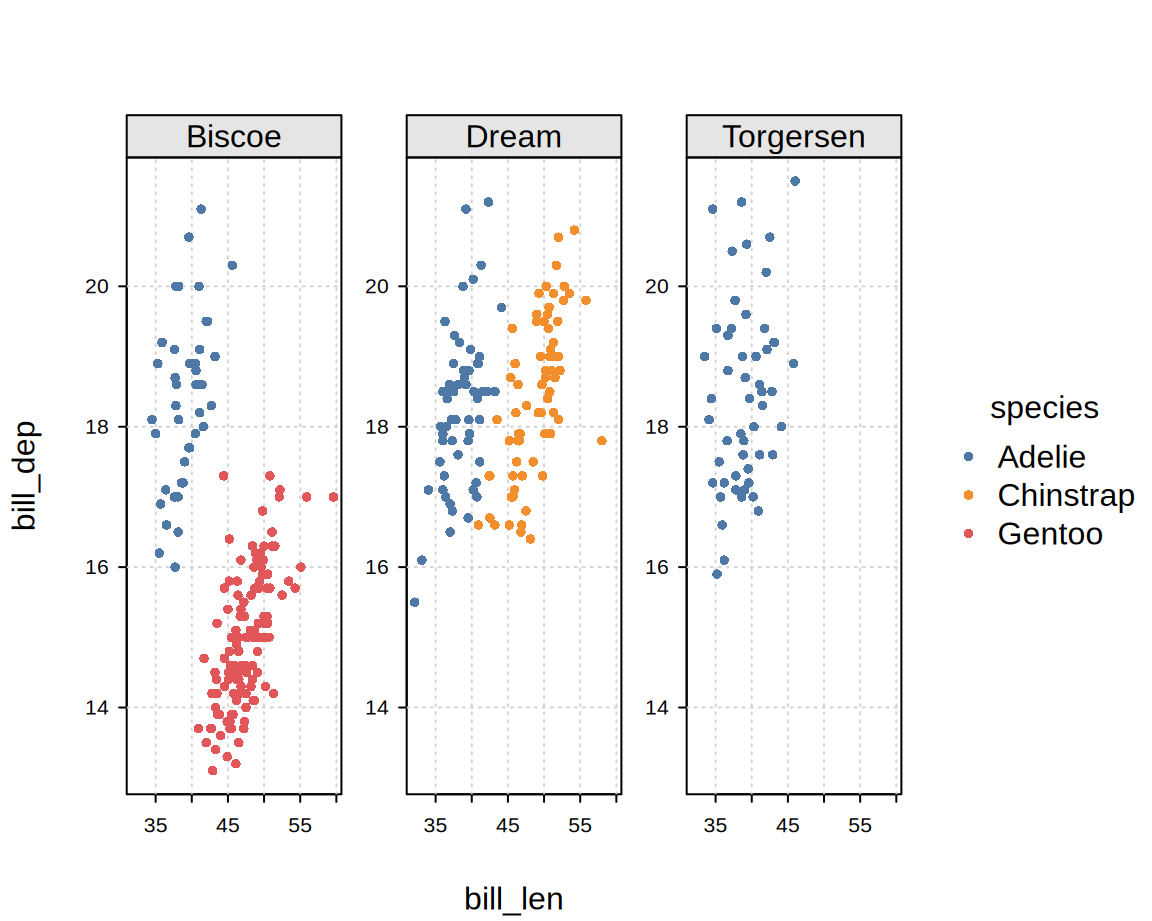 Biscoe Dream Torgersen
bill_dep
20 20 20
18 18 18
16 16 16
14 14 14
35 45 55 35 45 55 35 45 55
bill_len
species
Adelie
Chinstrap
Gentoo